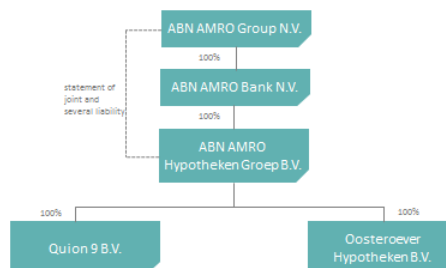 ABN AMRO Group N.V.
100%
statement of
joint and
several liability
ABN AMRO Bank N.V.
100%
ABN AMRO
Hypotheken Groep B.V.
100%
100%
Quion 9 B.V.
Oosteroever
Hypotheken B.V.